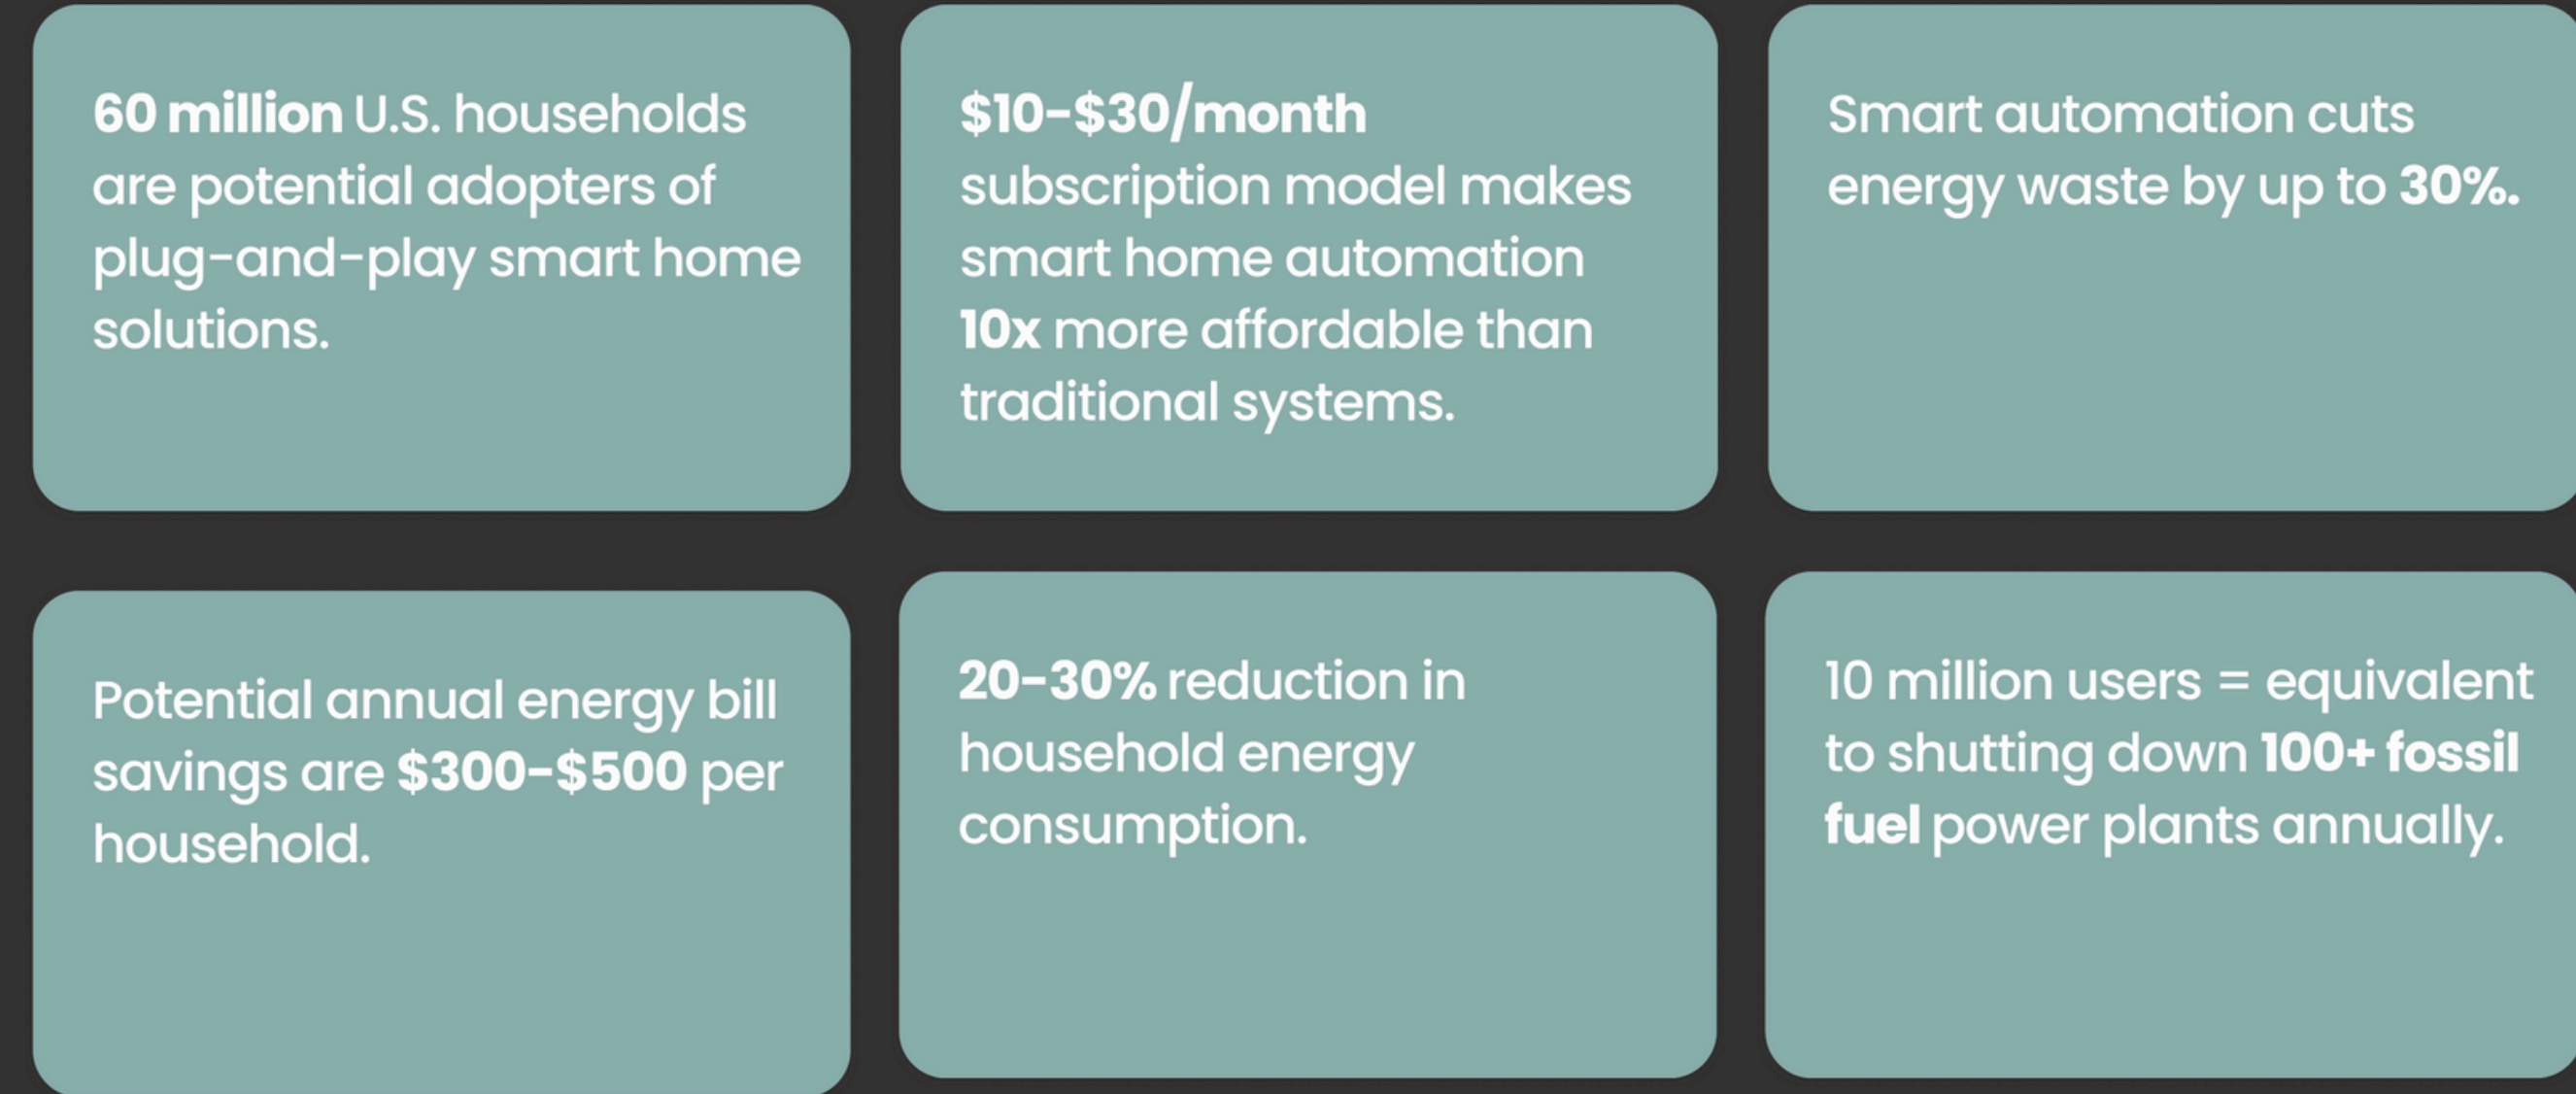 60 million U.S. households
are potential adopters of
plug-and-play smart home
solutions.
$10-$30/month
subscription model makes
smart home automation
10x more affordable than
traditional systems.
Smart automation cuts
energy waste by up to 30%.
Potential annual energy bill
savings are $300-$500 per
household.
20-30% reduction in
household energy
consumption.
10 million users = equivalent
to shutting down 100+ fossil
fuel power plants annually.